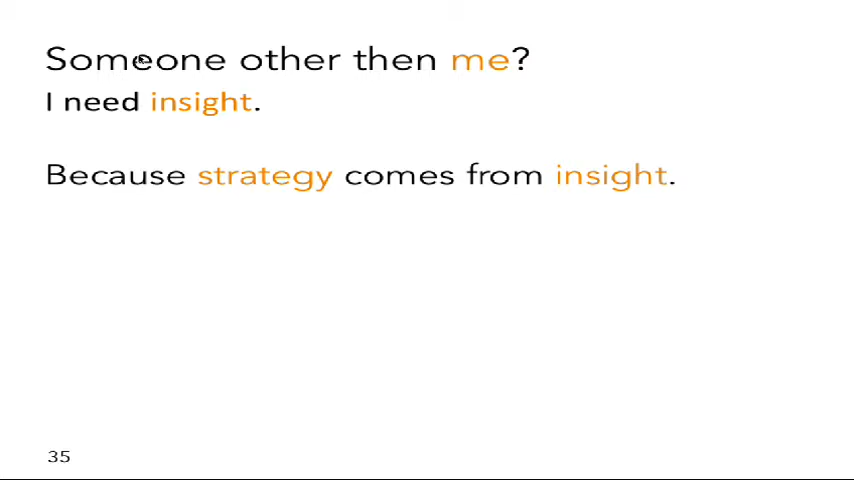 Someone other then me?
I need insight.
Because strategy comes from insight.
35